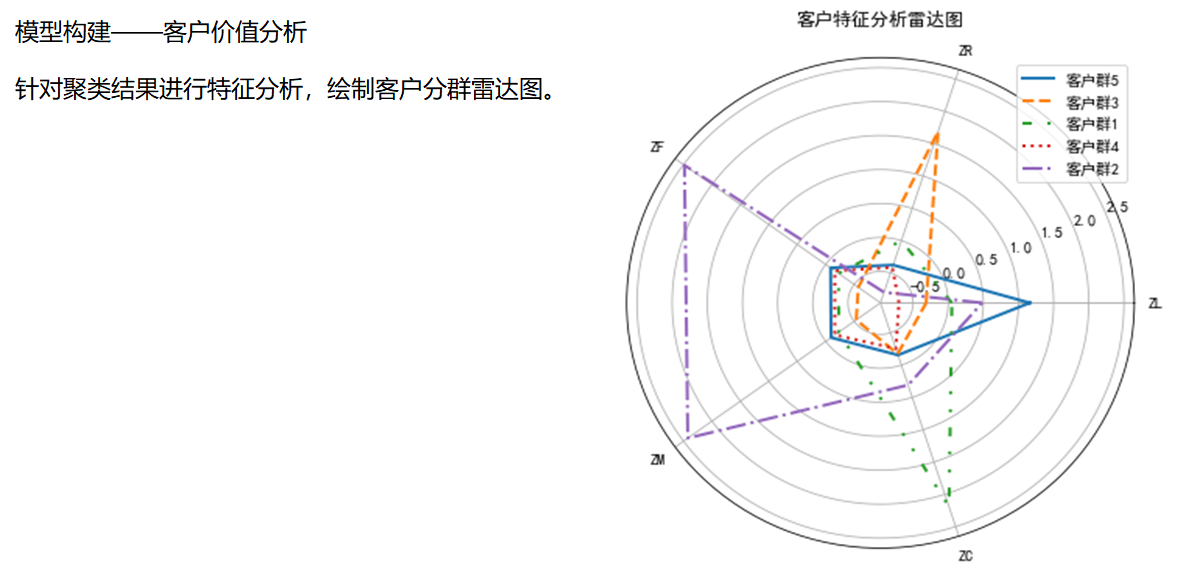 模型构建——客户价值分析
针对聚类结果进行特征分析，绘制客户分群雷达图。
客户特征分析雷达图
ZR
客户群5
客户群3
客户群1
客户群4
客户群2
ZF
2.5
2.0
1.5
1.0
0.5
0.0
-0.5
ZL
ZM
ZC